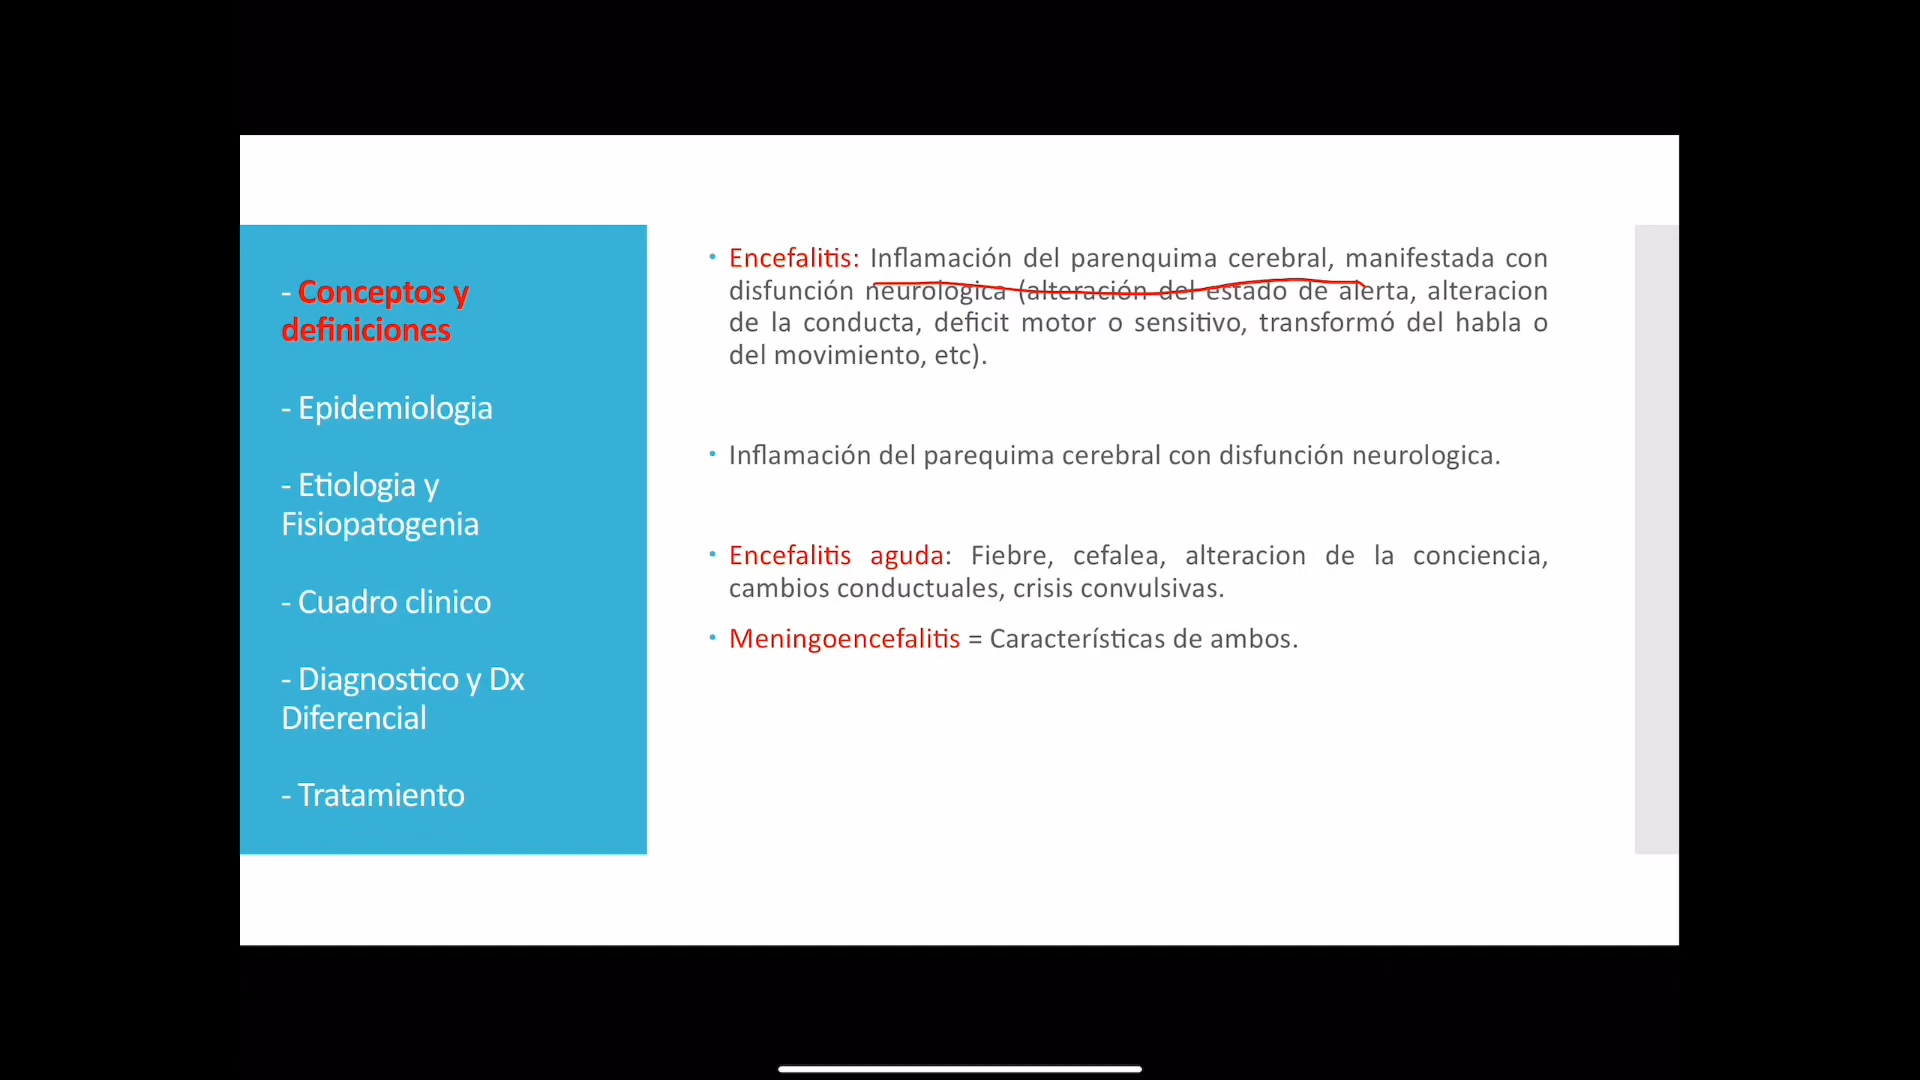 - Conceptos y
definiciones
- Epidemiologia
- Etiologia y
Fisiopatogenia
- Cuadro clinico
- Diagnostico y Dx
Diferencial
- Tratamiento
• Encefalitis: Inflamación del parenquima cerebral, manifestada con
disfunción neurologica (alteración del estado de alerta, alteracion
de la conducta, deficit motor o sensitivo, transformó del habla o
del movimiento, etc).
• Inflamación del parequima cerebral con disfunción neurologica.
• Encefalitis aguda: Fiebre, cefalea, alteracion de la conciencia,
cambios conductuales, crisis convulsivas.
• Meningoencefalitis = Características de ambos.